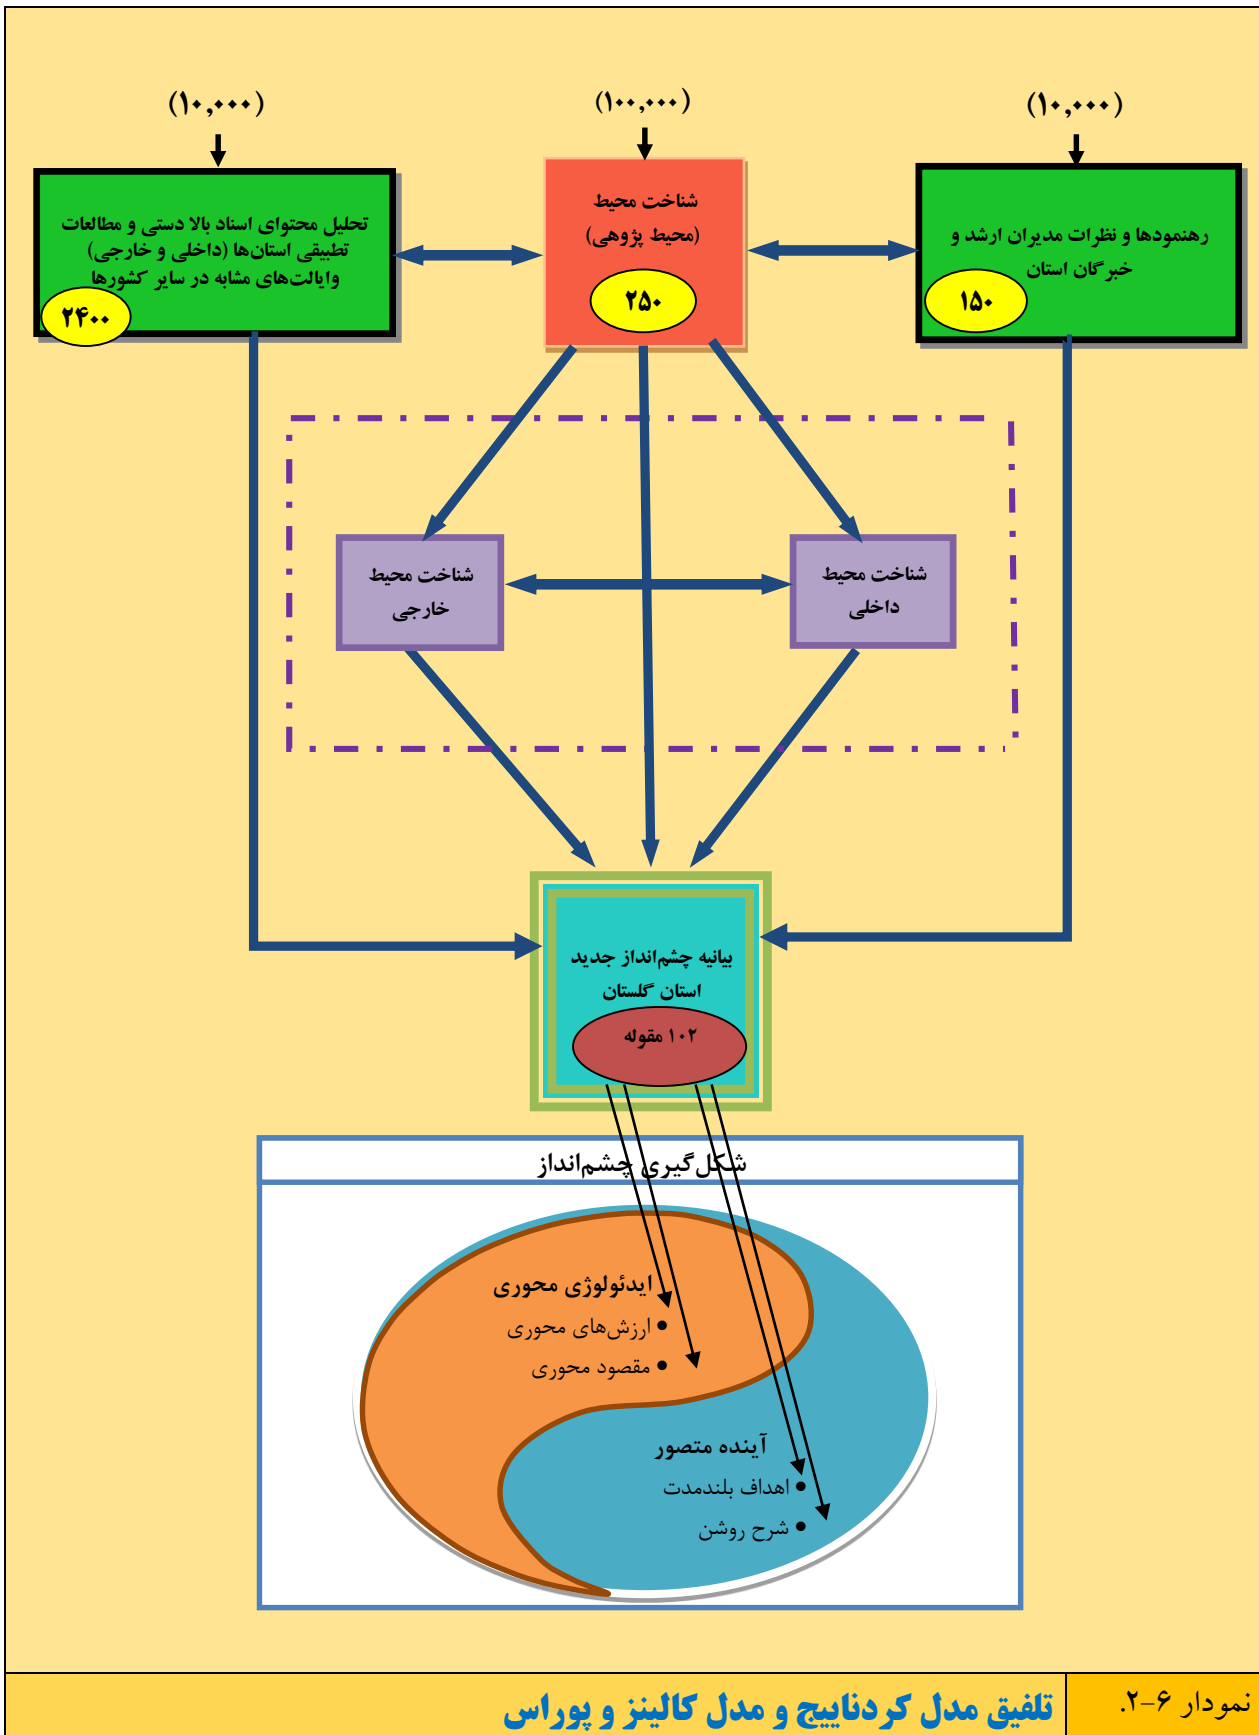 (۱۰,۰۰۰)
(۱۰۰,۰۰۰)
(۱۰,۰۰۰)
رهنمودها و نظرات مدیران ارشد و
خبرگان استان
۱۵۰
شناخت محیط
(محیط پژوهی)
۲۵۰
تحلیل محتوای اسناد بالا دستی و مطالعات
تطبیقی استان‌ها (داخلی و خارجی)
وایالت‌های مشابه در سایر کشورها
۲۴۰۰
شناخت محیط
داخلی
شناخت محیط
خارجی
بیانیه چشم‌انداز جدید
استان گلستان
۱۰۲ مقوله
شکل‌گیری چشم‌انداز
ایدئولوژی محوری
• ارزش‌های محوری
• مقصود محوری
آینده متصور
• اهداف بلندمدت
• شرح روشن
نمودار ۶-۲.
تلفیق مدل کردناییج و مدل کالینز و پوراس